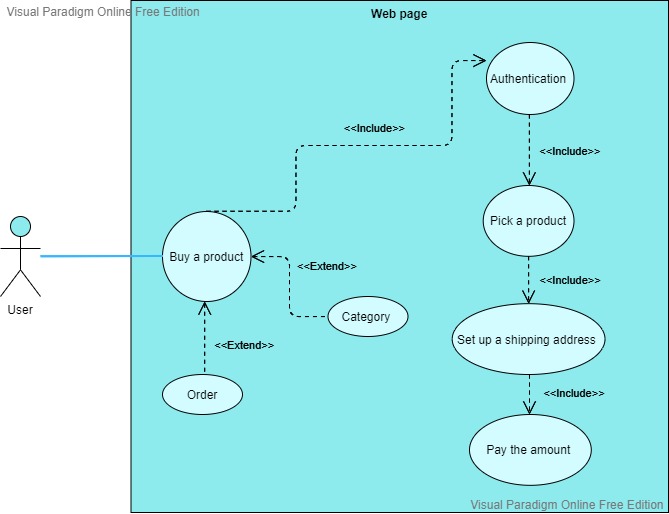 Visual Paradigm Online Free Edition
Web page
Authentication
<<Include>>
<<Include>>
Pick a product
Buy a product
<<Extend>>
<<Include>>
User
Category
Set up a shipping address
<<Extend>>
Order
<<Include>>
Pay the amount
Visual Paradigm Online Free Edition